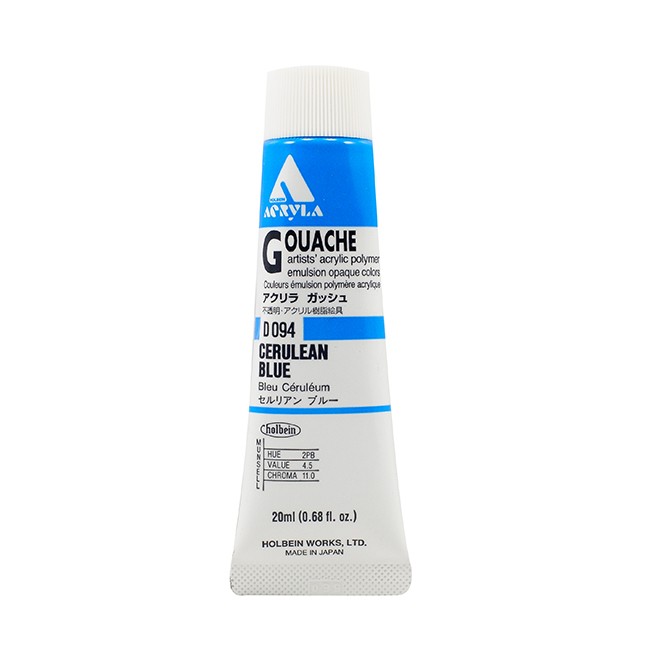 HOLBEIN
ACRYLA
GOUACHE
artists' acrylic polymer
emulsion opaque colors
Couleurs émulsion polymère acrylique
アクリラ ガッシュ
不透明・アクリル樹脂絵具
D 094
CERULEAN
BLUE
Bleu Céruléum
セルリアン ブルー
holbein
MUNSELL
HUE 2PB
VALUE 4.5
CHROMA 11.0
20ml (0.68 fl. oz.)
HOLBEIN WORKS, LTD.
MADE IN JAPAN